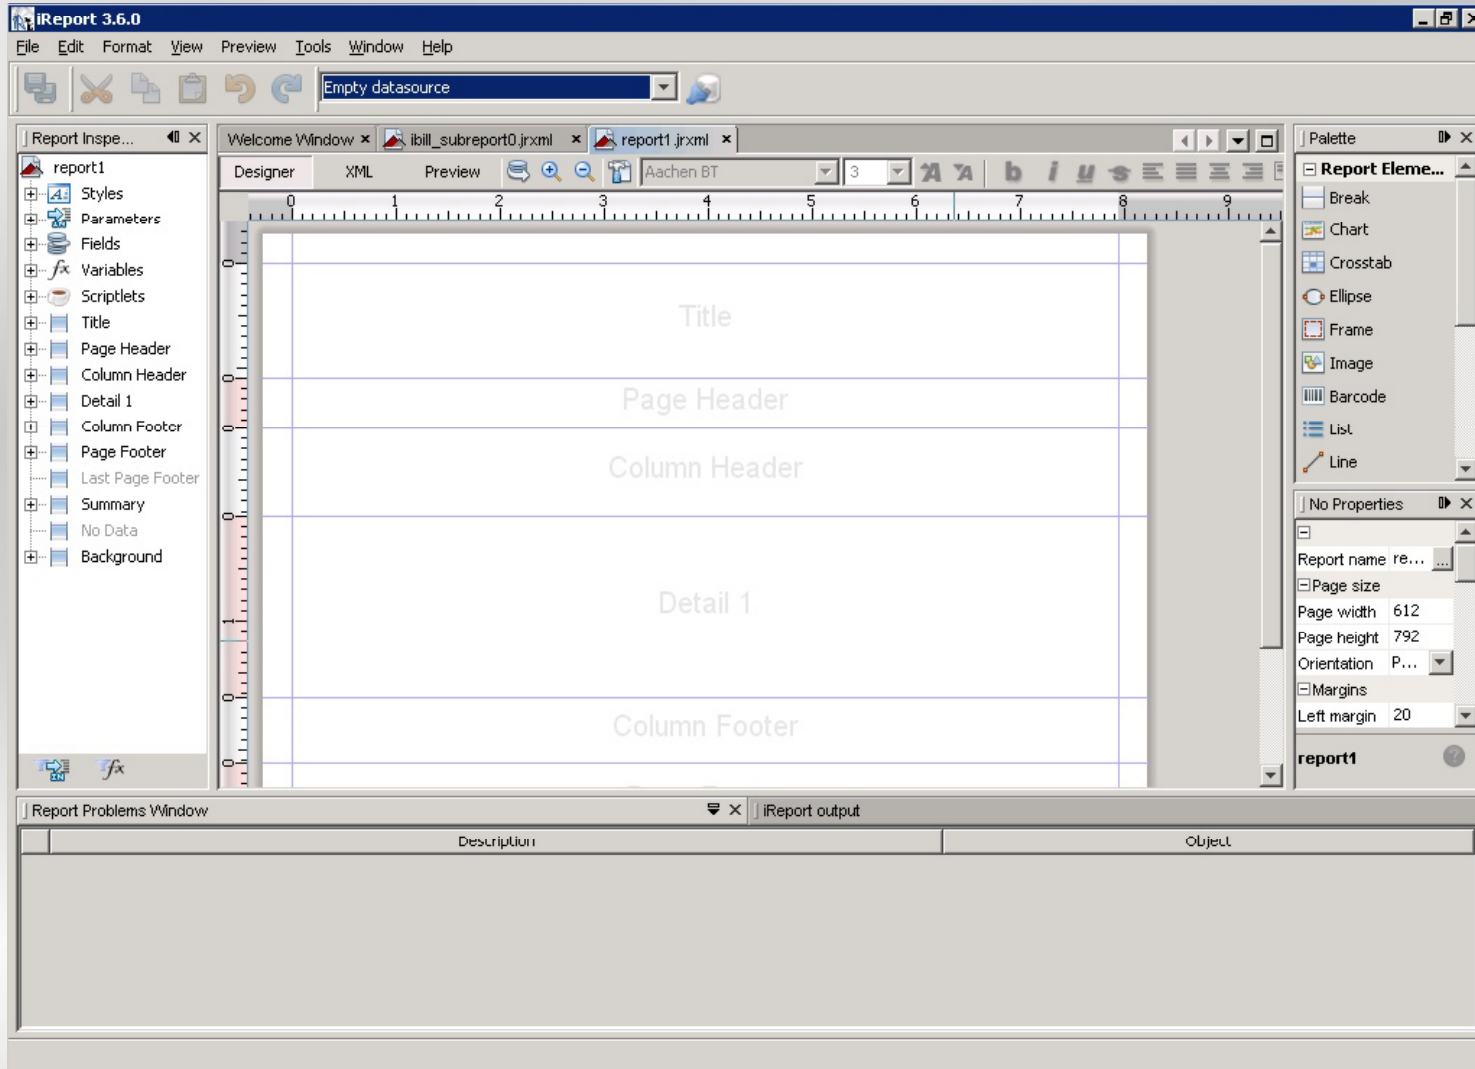 iReport 3.6.0
File Edit Format View Preview Tools Window Help
Empty datasource
Report Inspe...
report1
Styles
Parameters
Fields
Variables
Scriptlets
Title
Page Header
Column Header
Detail 1
Column Footer
Page Footer
Last Page Footer
Summary
No Data
Background
Welcome Window ibill_subreport0.jrxml report1.jrxml
Designer XML Preview Aachen BT 3
0 1 2 3 4 5 6 7 8 9
Title
Page Header
Column Header
Detail 1
Column Footer
Palette
Report Eleme...
Break
Chart
Crosstab
Ellipse
Frame
Image
Barcode
List
Line
No Properties
Report name re... ...
Page size
Page width 612
Page height 792
Orientation P...
Margins
Left margin 20
report1
Report Problems Window
iReport output
Description Object